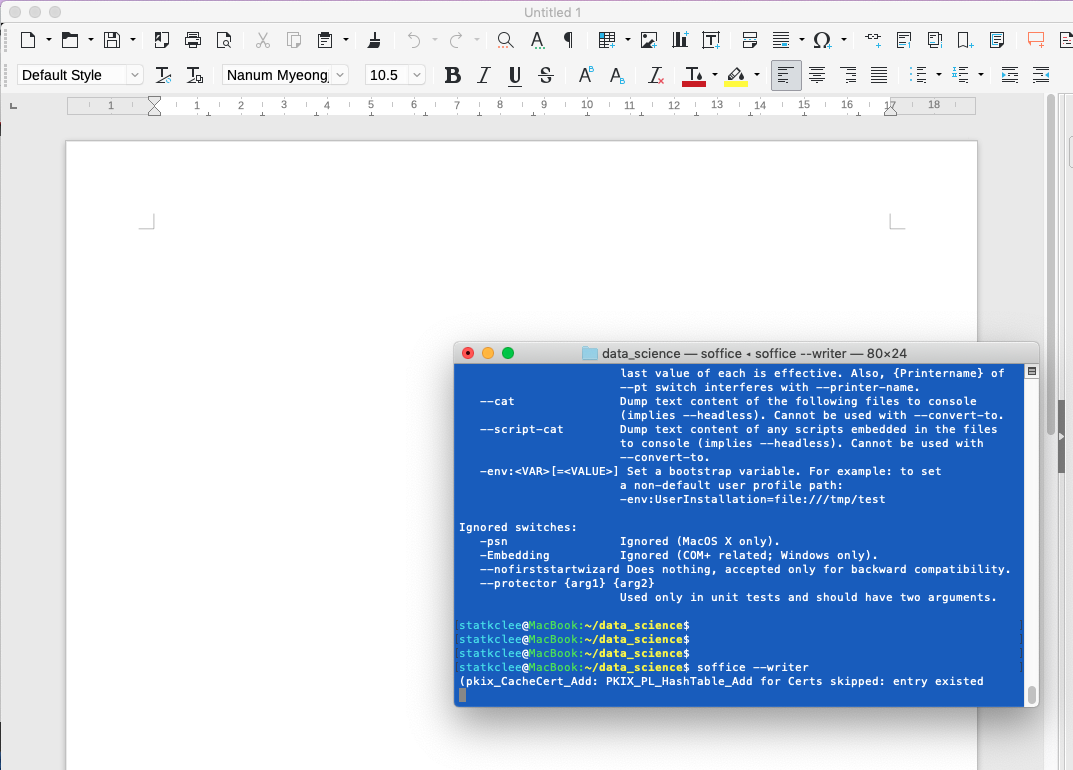 Untitled 1
Default Style
Nanum Myeong
10.5
1 1 2 3 4 5 6 7 8 9 10 11 12 13 14 15 16 17 18
data_science — soffice ◂ soffice --writer — 80×24
last value of each is effective. Also, {Printername} of
--pt switch interferes with --printer-name.
--cat Dump text content of the following files to console
(implies --headless). Cannot be used with --convert-to.
--script-cat Dump text content of any scripts embedded in the files
to console (implies --headless). Cannot be used with
--convert-to.
-env:<VAR>[=<VALUE>] Set a bootstrap variable. For example: to set
a non-default user profile path:
-env:UserInstallation=file:///tmp/test
Ignored switches:
-psn Ignored (MacOS X only).
-Embedding Ignored (COM+ related; Windows only).
--nofirststartwizard Does nothing, accepted only for backward compatibility.
--protector {arg1} {arg2}
Used only in unit tests and should have two arguments.
statkclee@MacBook:~/data_science$
statkclee@MacBook:~/data_science$
statkclee@MacBook:~/data_science$
statkclee@MacBook:~/data_science$ soffice --writer
(pkix_CacheCert_Add: PKIX_PL_HashTable_Add for Certs skipped: entry existed